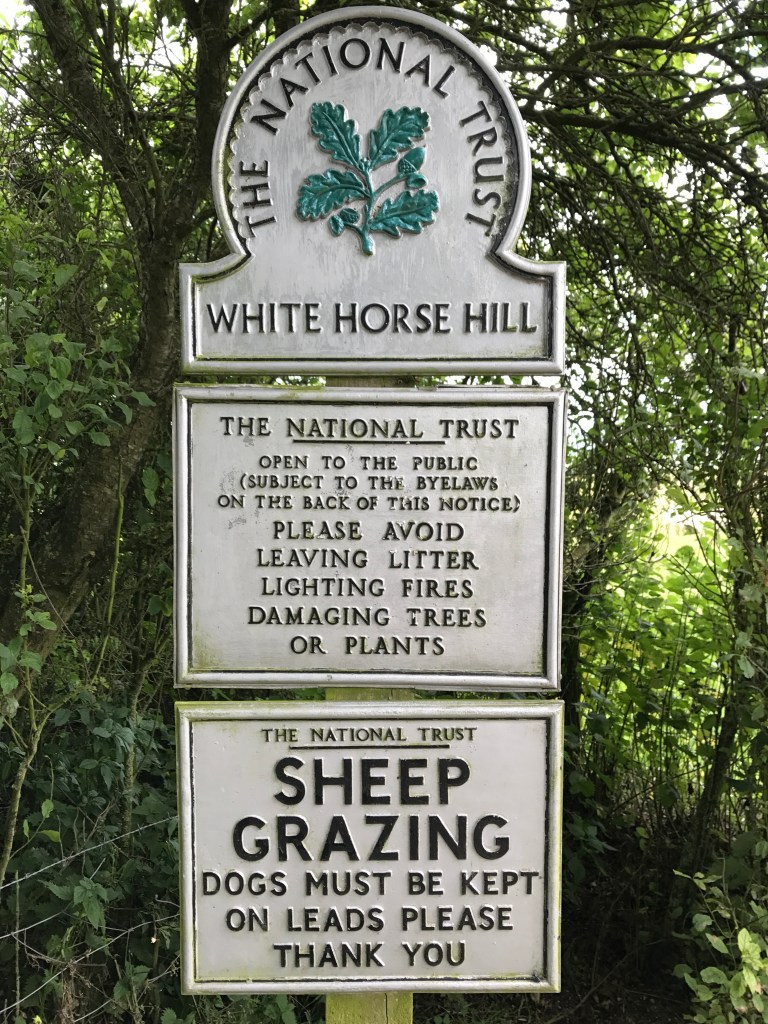 THE NATIONAL TRUST
WHITE HORSE HILL
THE NATIONAL TRUST
OPEN TO THE PUBLIC
(SUBJECT TO THE BYELAWS
ON THE BACK OF THIS NOTICE)
PLEASE AVOID
LEAVING LITTER
LIGHTING FIRES
DAMAGING TREES
OR PLANTS
THE NATIONAL TRUST
SHEEP
GRAZING
DOGS MUST BE KEPT
ON LEADS PLEASE
THANK YOU